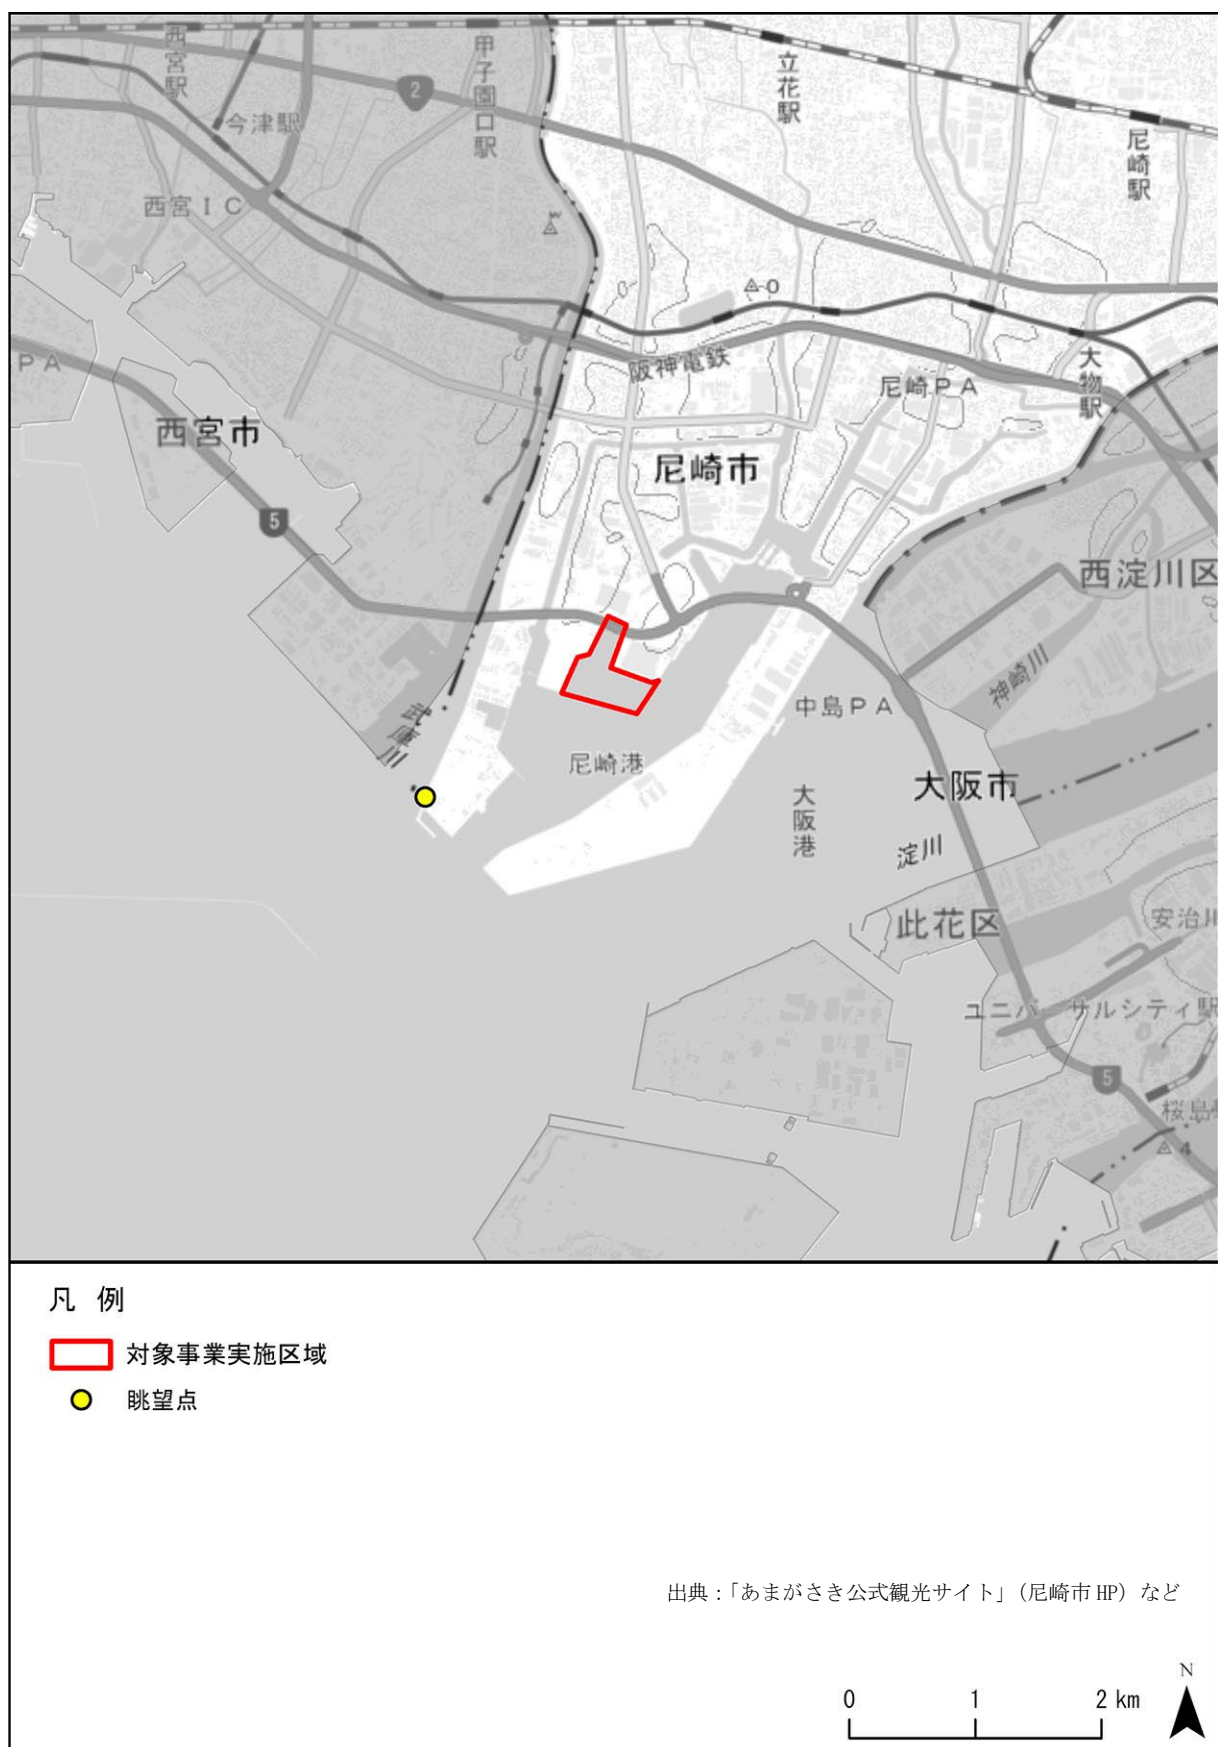 西宮駅
甲子園口駅
立花駅
2
今津駅
尼崎駅
西宮IC
0
PA
阪神電鉄
尼崎PA
大物駅
西宮市
尼崎市
5
西淀川区
神崎川
武庫川
中島PA
尼崎港
大阪市
大阪港
淀川
此花区
安治川
ユニバーサルシティ駅
5
桜島
4
凡 例
対象事業実施区域
眺望点
出典：「あまがさき公式観光サイト」（尼崎市HP）など
N
0 1 2 km